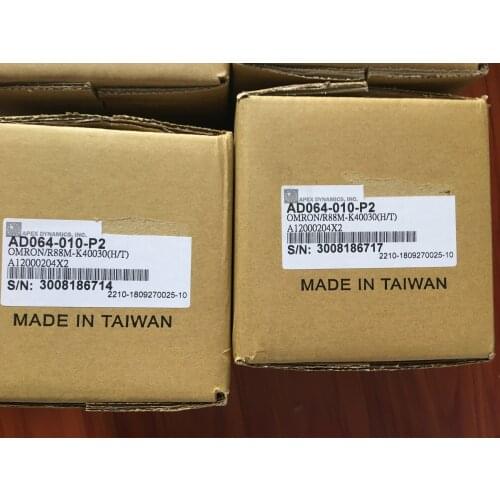 APEX DYNAMICS, INC.
AD064-010-P2
OMRON/R88M-K40030(H/T)
A12000204X2
S/N: 3008186714
2210-1809270025-10
MADE IN TAIWAN
APEX DYNAMICS, INC.
AD064-010-P2
OMRON/R88M-K40030(H/T)
A12000204X2
S/N: 3008186717
2210-1809270025-10
MADE IN TAIWAN